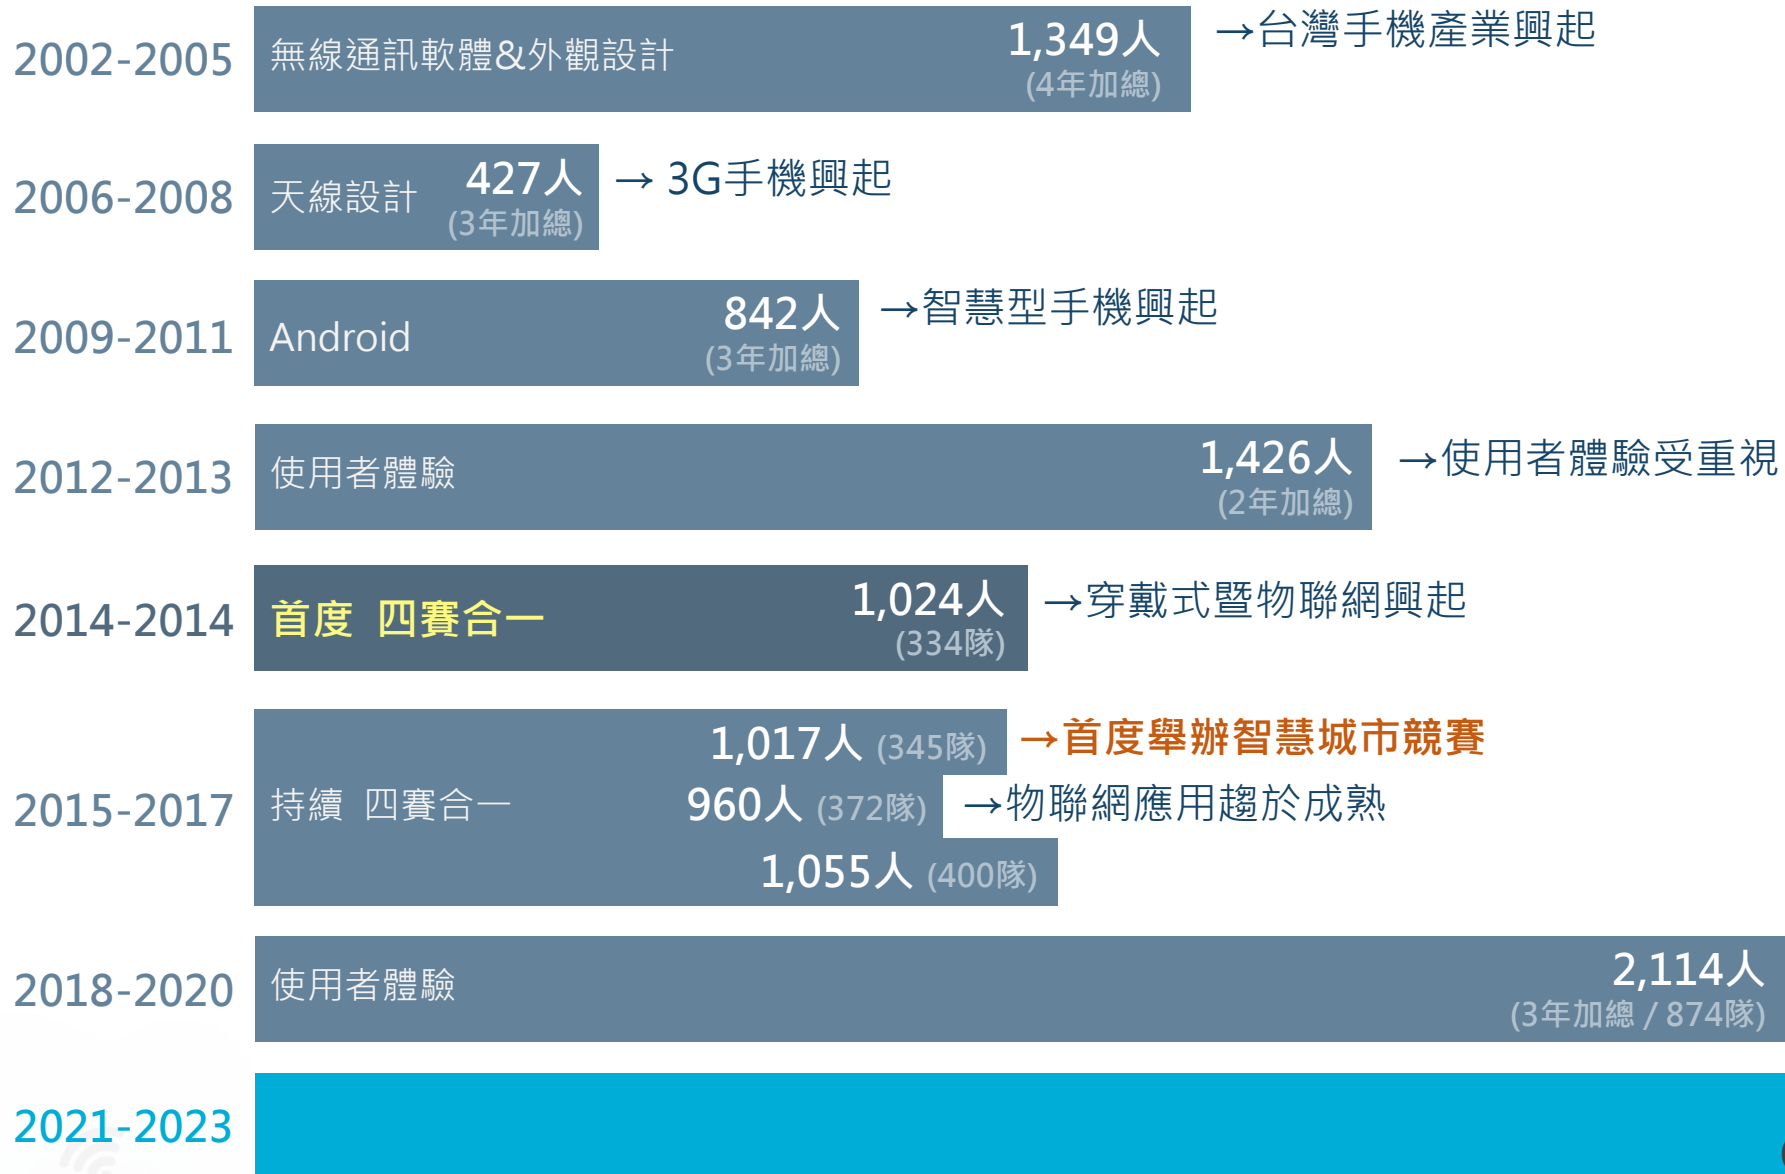 2002-2005
無線通訊軟體&外觀設計
1,349人
(4年加總)
→台灣手機產業興起
2006-2008
天線設計
427人
(3年加總)
→ 3G手機興起
2009-2011
Android
842人
(3年加總)
→智慧型手機興起
2012-2013
使用者體驗
1,426人
(2年加總)
→使用者體驗受重視
2014-2014
首度 四賽合一
1,024人
(334隊)
→穿戴式暨物聯網興起
2015-2017
持續 四賽合一
1,017人 (345隊)
→首度舉辦智慧城市競賽
960人 (372隊)
→物聯網應用趨於成熟
1,055人 (400隊)
2018-2020
使用者體驗
2,114人
(3年加總 / 874隊)
2021-2023